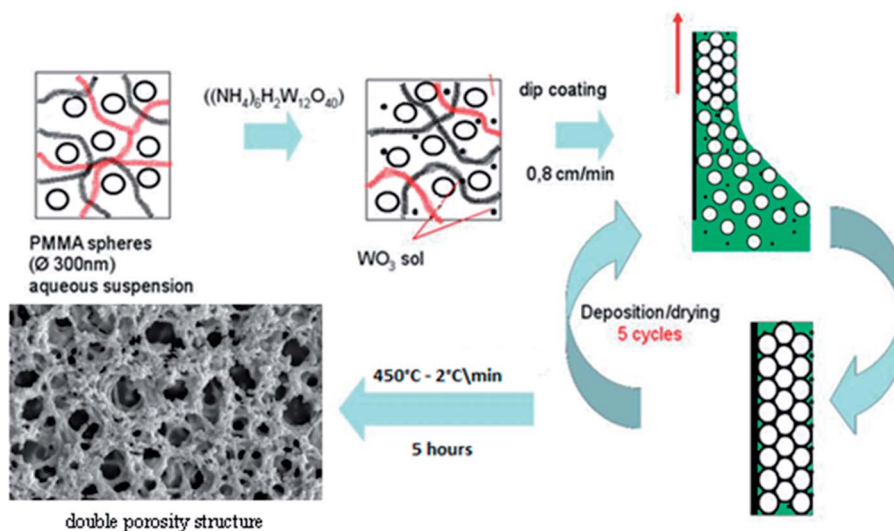 ((NH₄)₆H₂W₁₂O₄₀)
dip coating
0,8 cm/min
PMMA spheres
(Ø 300nm)
aqueous suspension
WO₃ sol
Deposition/drying
5 cycles
450°C - 2°C\min
5 hours
double porosity structure